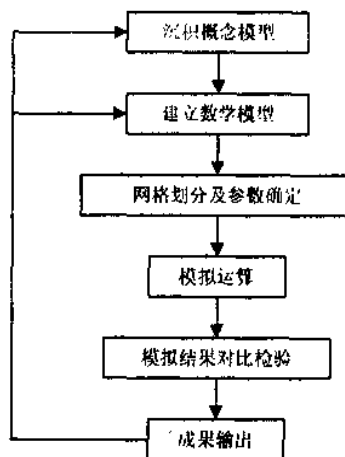 沉积概念模型
建立数学模型
网格划分及参数确定
模拟运算
模拟结果对比检验
成果输出